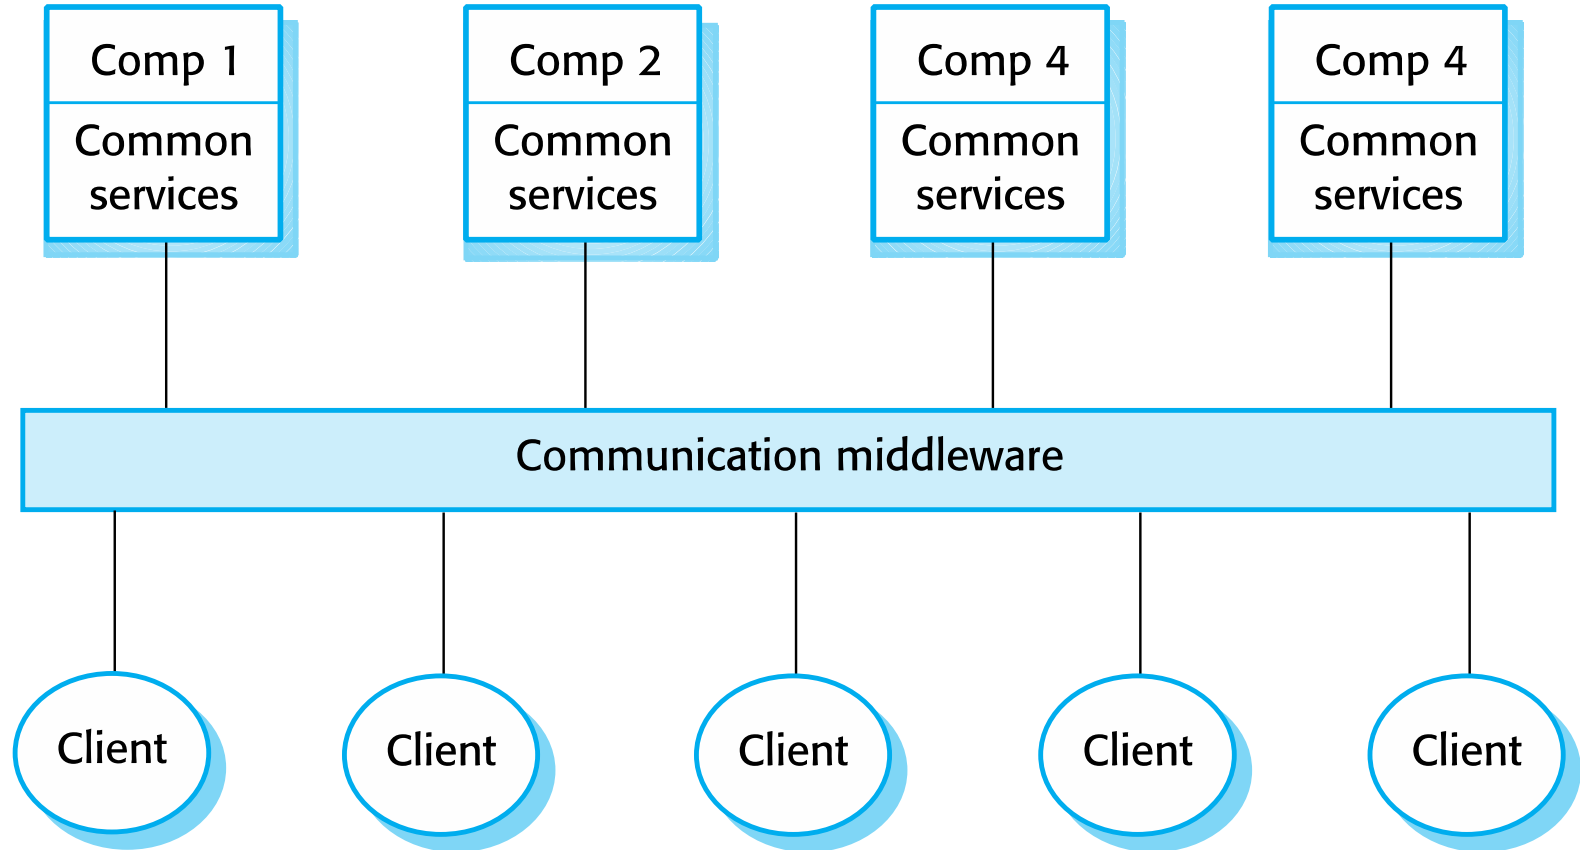 Comp 1
Common
services
Comp 2
Common
services
Comp 4
Common
services
Comp 4
Common
services
Communication middleware
Client
Client
Client
Client
Client